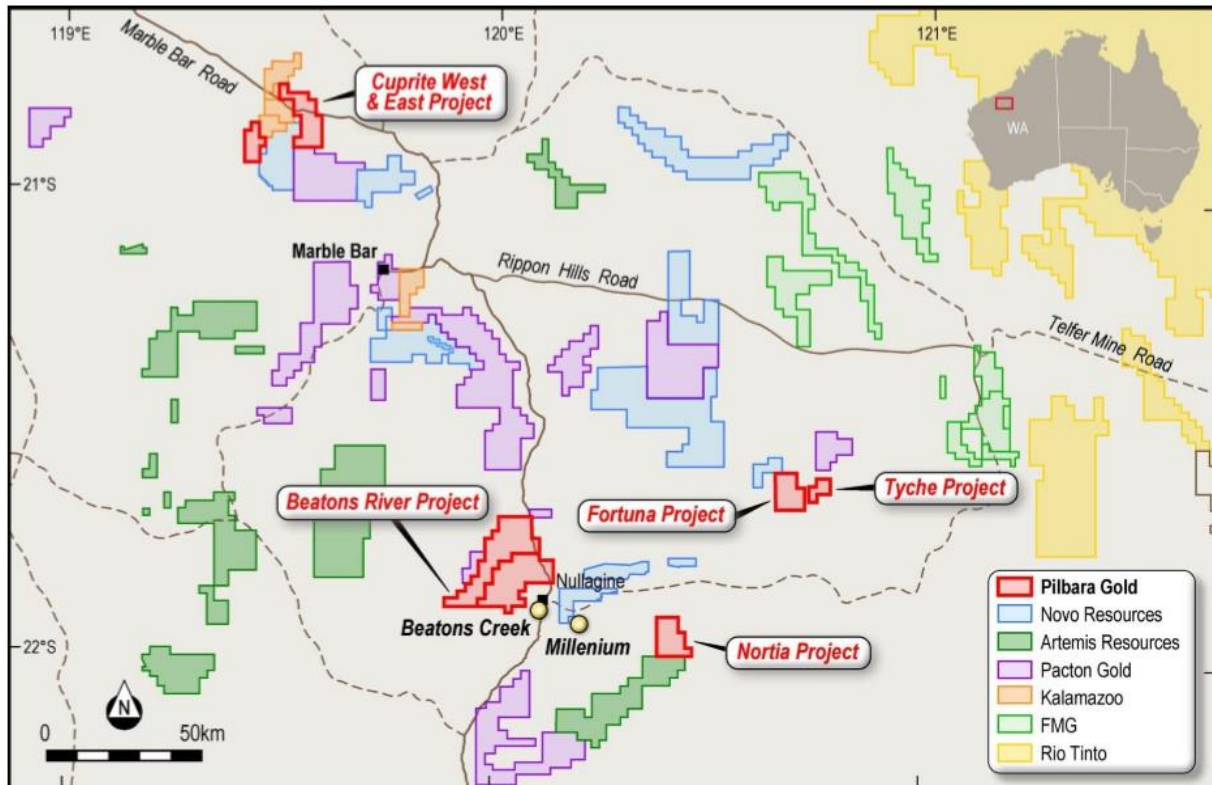 119°E
120°E
121°E
Marble Bar Road
Cuprite West
& East Project
WA
21°S
Marble Bar
Rippon Hills Road
Telfer Mine Road
Beatons River Project
Fortuna Project
Tyche Project
Nullagine
Beatons Creek
Millenium
Nortia Project
22°S
N
0 50km
Pilbara Gold
Novo Resources
Artemis Resources
Pacton Gold
Kalamazoo
FMG
Rio Tinto